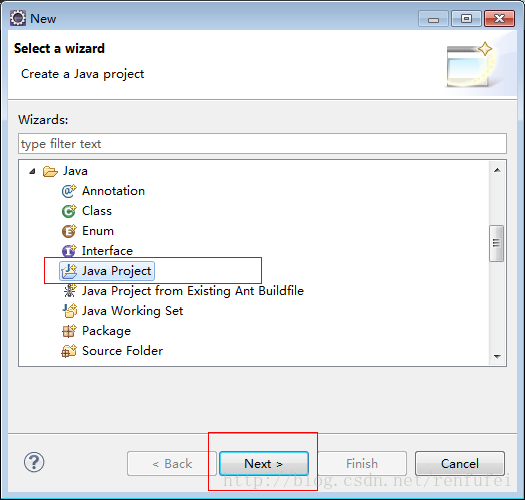 New
Select a wizard
Create a Java project
Wizards:
type filter text
Java
Annotation
Class
Enum
Interface
Java Project
Java Project from Existing Ant Buildfile
Java Working Set
Package
Source Folder
< Back
Next >
Finish
Cancel
http://blog.csdn.net/renfufei